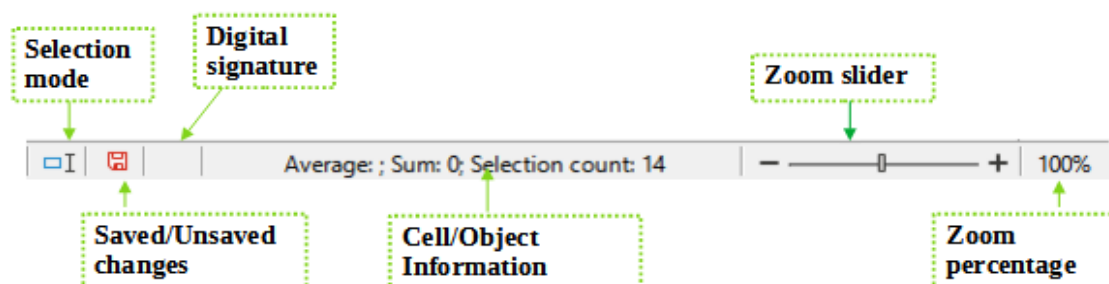 Selection
mode
Digital
signature
Zoom slider
Average: ; Sum: 0; Selection count: 14
100%
Saved/Unsaved
changes
Cell/Object
Information
Zoom
percentage